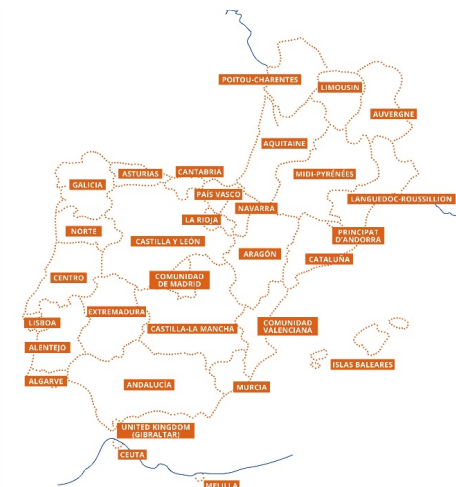 POITOU-CHARENTES
LIMOUSIN
AUVERGNE
AQUITAINE
ASTURIAS
CANTABRIA
MIDI-PYRÉNÉES
GALICIA
PAÍS VASCO
LANGUEDOC-ROUSSILLION
NAVARRA
LA RIOJA
NORTE
PRINCIPAT
D'ANDORRA
CASTILLA Y LEÓN
ARAGÓN
CATALUÑA
CENTRO
COMUNIDAD
DE MADRID
EXTREMADURA
LISBOA
CASTILLA-LA MANCHA
COMUNIDAD
VALENCIANA
ALENTEJO
ISLAS BALEARES
ALGARVE
ANDALUCÍA
MURCIA
UNITED KINGDOM
(GIBRALTAR)
CEUTA
MELILLA